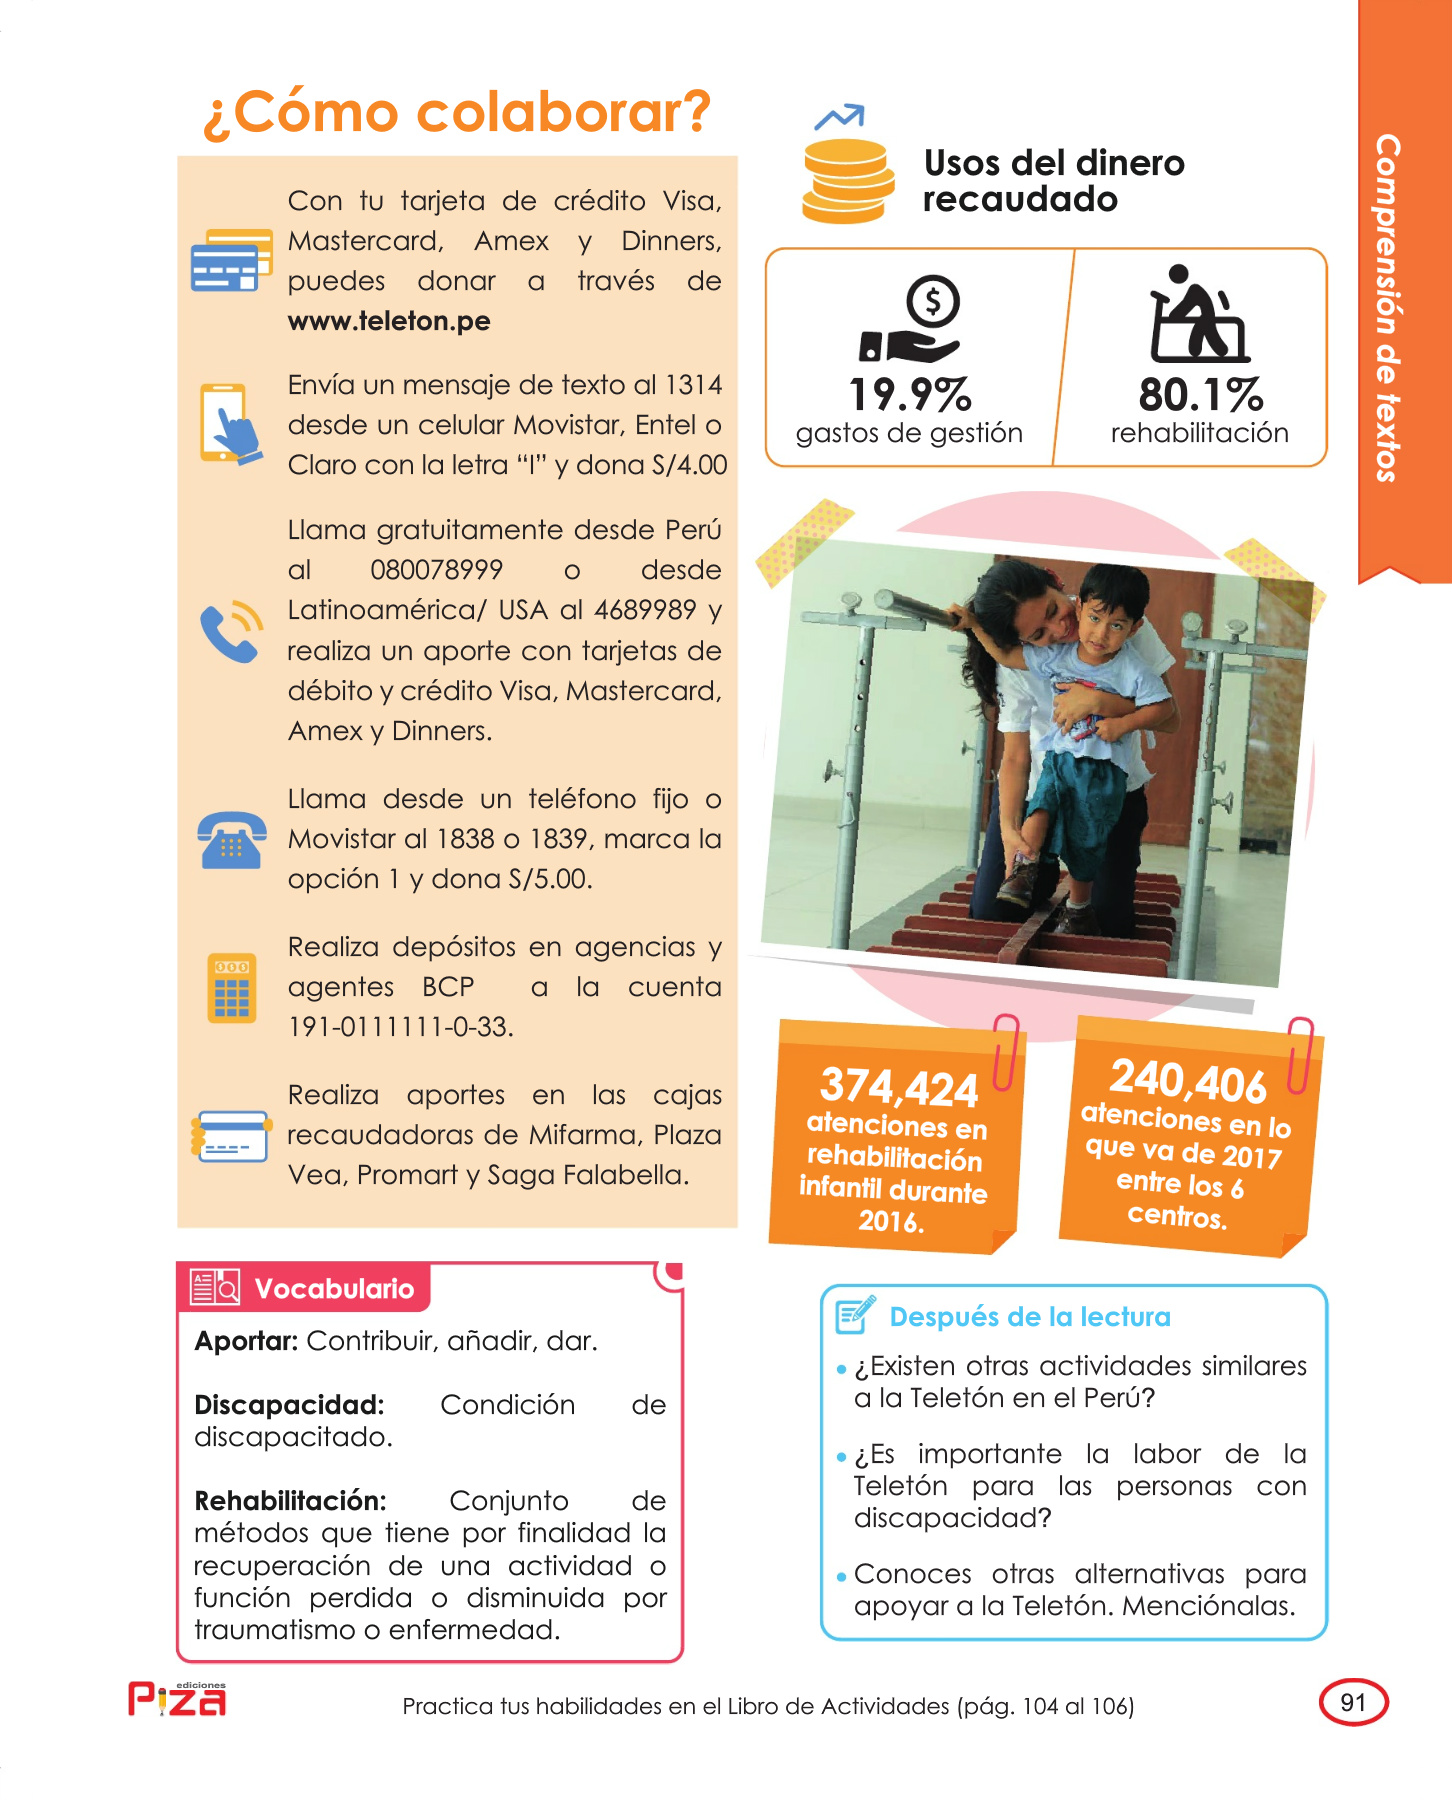 ¿Cómo colaborar?
Con tu tarjeta de crédito Visa,
Mastercard, Amex y Dinners,
puedes donar a través de
www.teleton.pe
Envía un mensaje de texto al 1314
desde un celular Movistar, Entel o
Claro con la letra “I” y dona S/4.00
Llama gratuitamente desde Perú
al 080078999 o desde
Latinoamérica/ USA al 4689989 y
realiza un aporte con tarjetas de
débito y crédito Visa, Mastercard,
Amex y Dinners.
Llama desde un teléfono fijo o
Movistar al 1838 o 1839, marca la
opción 1 y dona S/5.00.
Realiza depósitos en agencias y
agentes BCP a la cuenta
191-0111111-0-33.
Realiza aportes en las cajas
recaudadoras de Mifarma, Plaza
Vea, Promart y Saga Falabella.
Usos del dinero
recaudado
$
19.9%
gastos de gestión
80.1%
rehabilitación
Comprensión de textos
374,424
atenciones en
rehabilitación
infantil durante
2016.
240,406
atenciones en lo
que va de 2017
entre los 6
centros.
Vocabulario
Aportar: Contribuir, añadir, dar.
Discapacidad: Condición de
discapacitado.
Rehabilitación: Conjunto de
métodos que tiene por finalidad la
recuperación de una actividad o
función perdida o disminuida por
traumatismo o enfermedad.
Después de la lectura
• ¿Existen otras actividades similares
a la Teletón en el Perú?
• ¿Es importante la labor de la
Teletón para las personas con
discapacidad?
• Conoces otras alternativas para
apoyar a la Teletón. Menciónalas.
ediciones
Piza
Practica tus habilidades en el Libro de Actividades (pág. 104 al 106)
91